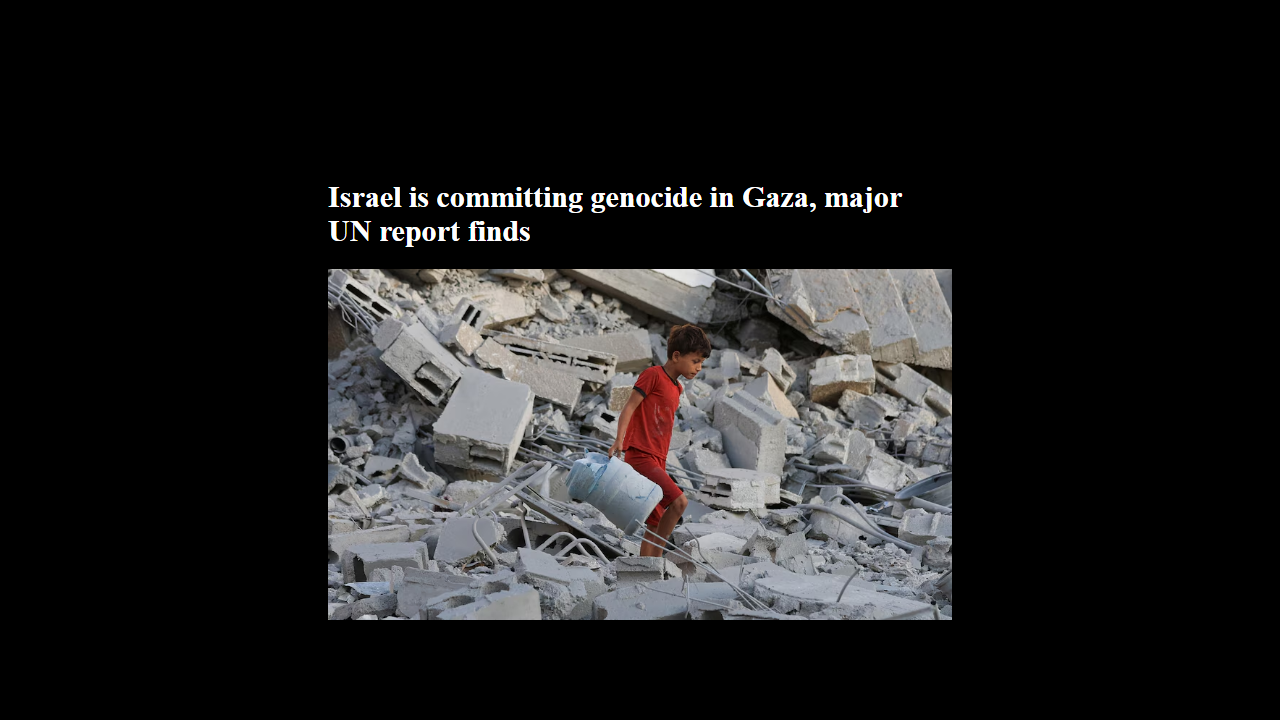 Israel is committing genocide in Gaza, major
UN report finds